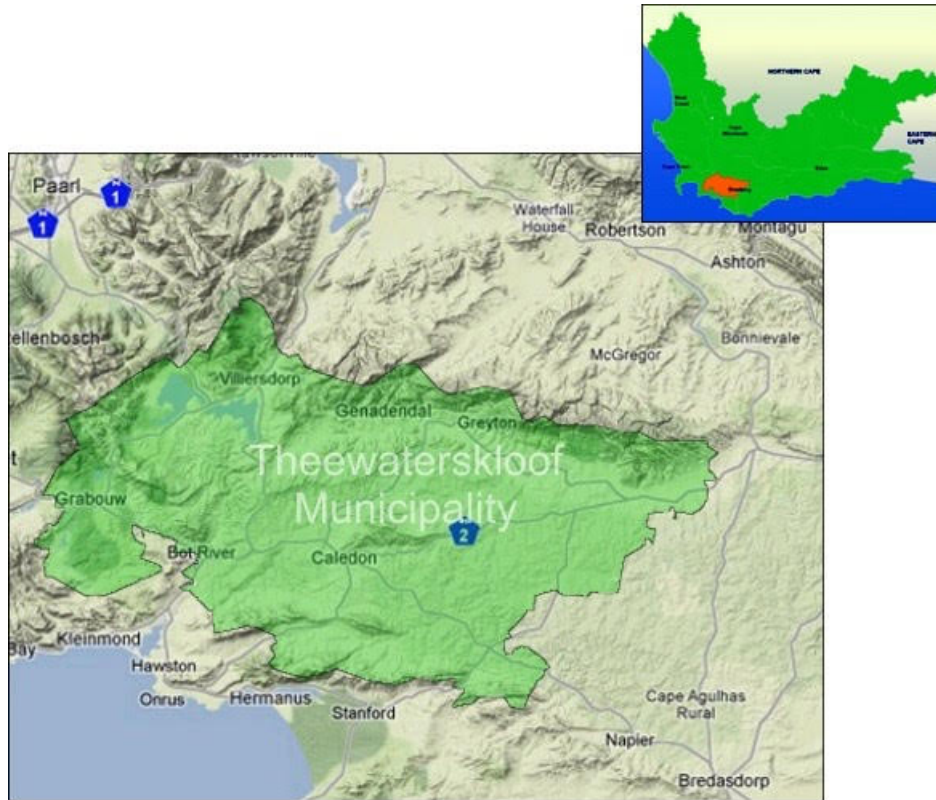 NORTHERN CAPE
EASTERN
CAPE
Paarl
1
1
Waterfall
House
Robertson
Montagu
Ashton
ellenbosch
Bonnievale
McGregor
Villiersdorp
Genadendal
Greyton
Theewaterskloof
Municipality
Grabouw
2
Bot River
Caledon
Kleinmond
Bay
Hawston
Onrus
Hermanus
Stanford
Cape Agulhas
Rural
Napier
Bredasdorp